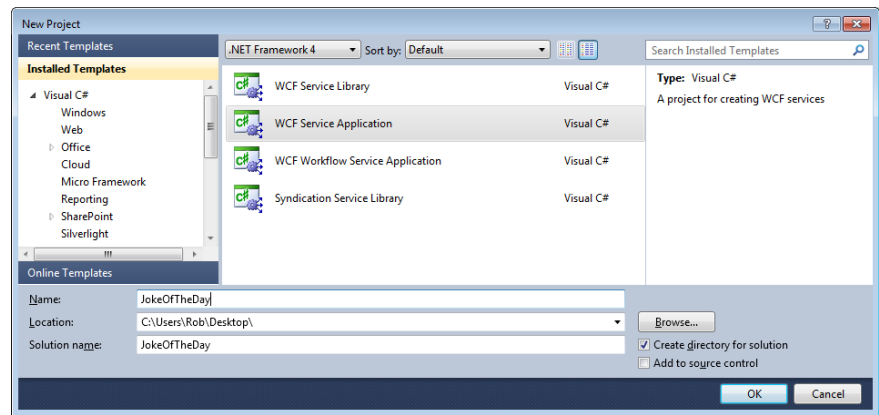 New Project
Recent Templates
Installed Templates
Visual C#
Windows
Web
Office
Cloud
Micro Framework
Reporting
SharePoint
Silverlight
Online Templates
.NET Framework 4
Sort by: Default
Search Installed Templates
C# WCF Service Library Visual C#
C# WCF Service Application Visual C#
C# WCF Workflow Service Application Visual C#
C# Syndication Service Library Visual C#
Type: Visual C#
A project for creating WCF services
Name: JokeOfTheDay
Location: C:\Users\Rob\Desktop\
Browse...
Solution name: JokeOfTheDay
Create directory for solution
Add to source control
OK Cancel